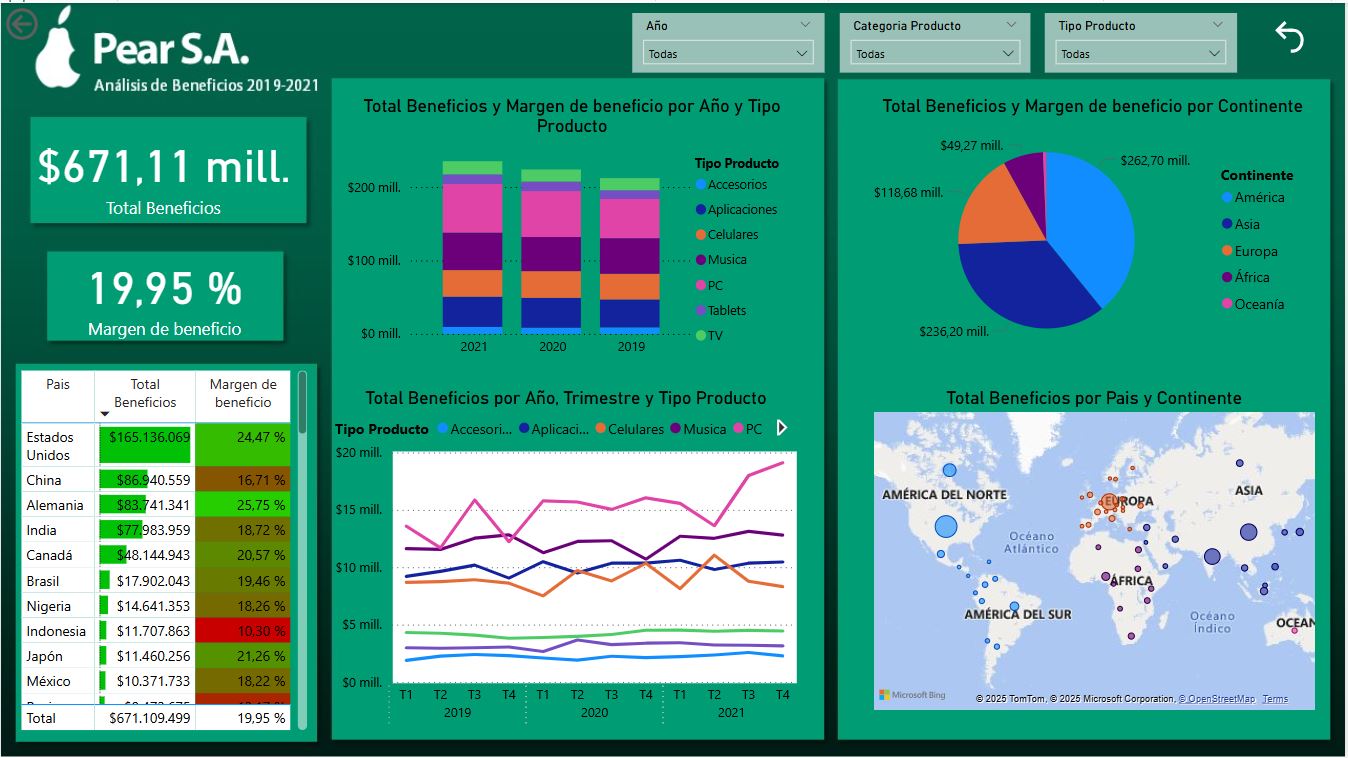 Pear S.A.
Análisis de Beneficios 2019-2021
Año
Todas
Categoria Producto
Todas
Tipo Producto
Todas
$671,11 mill.
Total Beneficios
19,95 %
Margen de beneficio
Pais Total Beneficios Margen de beneficio
Estados Unidos $165.136.069 24,47 %
China $86.940.559 16,71 %
Alemania $83.741.341 25,75 %
India $77.983.959 18,72 %
Canadá $48.144.943 20,57 %
Brasil $17.902.043 19,46 %
Nigeria $14.641.353 18,26 %
Indonesia $11.707.863 10,30 %
Japón $11.460.256 21,26 %
México $10.371.733 18,22 %
Total $671.109.499 19,95 %
Total Beneficios y Margen de beneficio por Año y Tipo
Producto
$200 mill.
$100 mill.
$0 mill.
2021 2020 2019
Tipo Producto
Accesorios
Aplicaciones
Celulares
Musica
PC
Tablets
TV
Total Beneficios por Año, Trimestre y Tipo Producto
Tipo Producto Accesori... Aplicaci... Celulares Musica PC
$20 mill.
$15 mill.
$10 mill.
$5 mill.
$0 mill.
T1 T2 T3 T4 T1 T2 T3 T4 T1 T2 T3 T4
2019 2020 2021
Total Beneficios y Margen de beneficio por Continente
$49,27 mill.
$262,70 mill.
$118,68 mill.
$236,20 mill.
Continente
América
Asia
Europa
África
Oceanía
Total Beneficios por Pais y Continente
AMÉRICA DEL NORTE
EUROPA
ASIA
Océano
Atlántico
ÁFRICA
AMÉRICA DEL SUR
Océano
Índico
OCEAN
Microsoft Bing
© 2025 TomTom, © 2025 Microsoft Corporation, © OpenStreetMap Terms